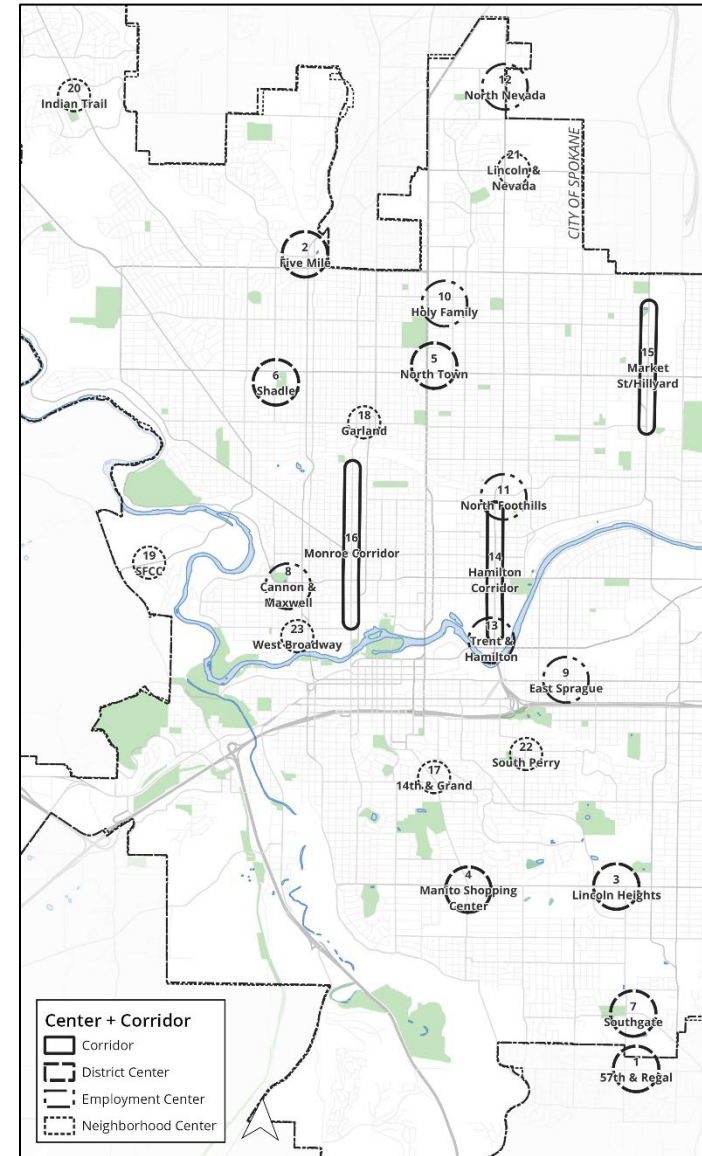 12
North Nevada
20
Indian Trail
21
Lincoln &
Nevada
CITY OF SPOKANE
2
Five Mile
10
Holy Family
15
Market
St/Hillyard
5
North Town
6
Shadle
18
Garland
11
North Foothills
16
Monroe Corridor
14
Hamilton
Corridor
19
SFCC
8
Cannon &
Maxwell
13
Trent &
Hamilton
23
West Broadway
9
East Sprague
22
South Perry
17
14th & Grand
4
Manito Shopping
Center
3
Lincoln Heights
7
Southgate
1
57th & Regal
Center + Corridor
Corridor
District Center
Employment Center
Neighborhood Center